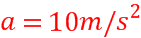 a = 10m/s²